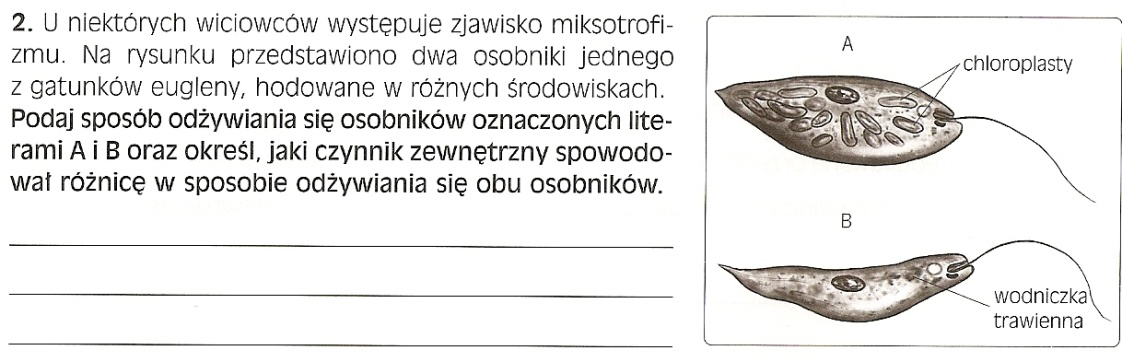 2. U niektórych wiciowców występuje zjawisko miksotrofi-
zmu. Na rysunku przedstawiono dwa osobniki jednego
z gatunków eugleny, hodowane w różnych środowiskach.
Podaj sposób odżywiania się osobników oznaczonych lite-
rami A i B oraz określ, jaki czynnik zewnętrzny spowodo-
wał różnicę w sposobie odżywiania się obu osobników.
A
chloroplasty
B
wodniczka
trawienna